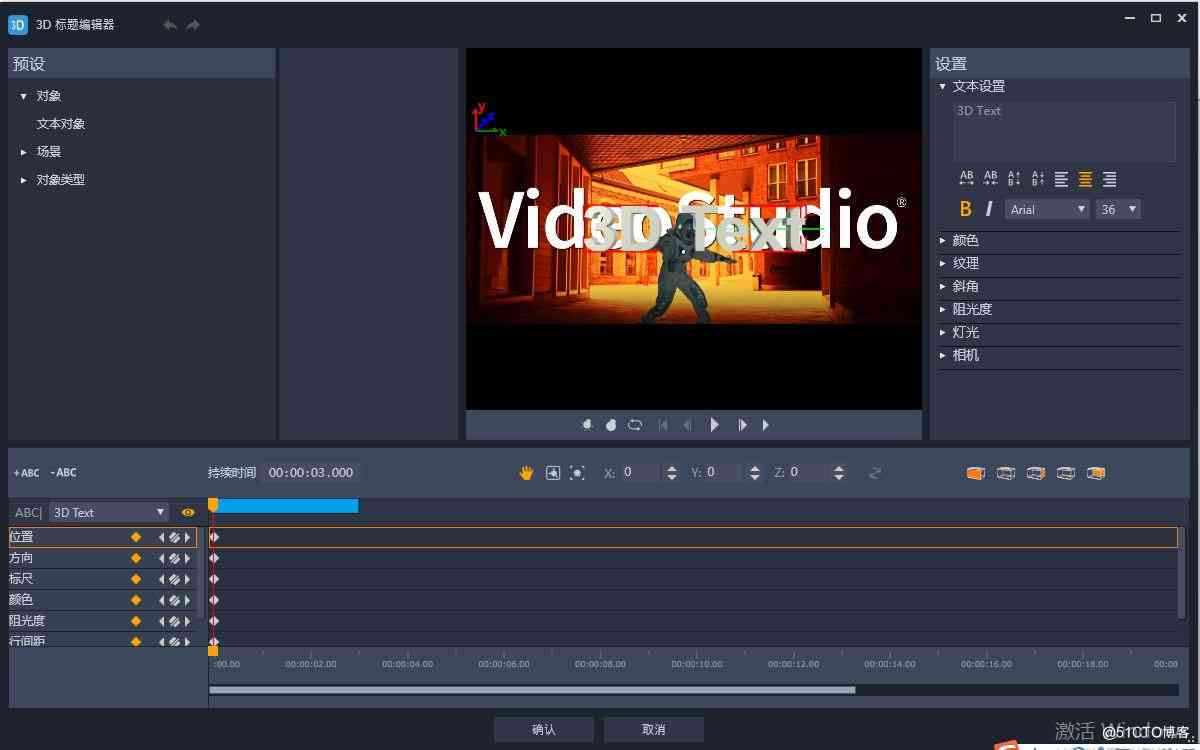 3D 3D 标题编辑器
预设
对象
文本对象
场景
对象类型
y
x
VideoStudio®
3D Text
设置
文本设置
3D Text
AB AB A B A B
B I Arial 36
颜色
纹理
斜角
阻光度
灯光
相机
+ABC -ABC 持续时间 00:00:03.000 X: 0 Y: 0 Z: 0
ABC| 3D Text
位置
方向
标尺
颜色
阻光度
行间距
:00.00 00:00:02.00 00:00:04.00 00:00:06.00 00:00:08.00 00:00:10.00 00:00:12.00 00:00:14.00 00:00:16.00 00:00:18.00 00:00
确认 取消
激活 Windo
@51CTO博客